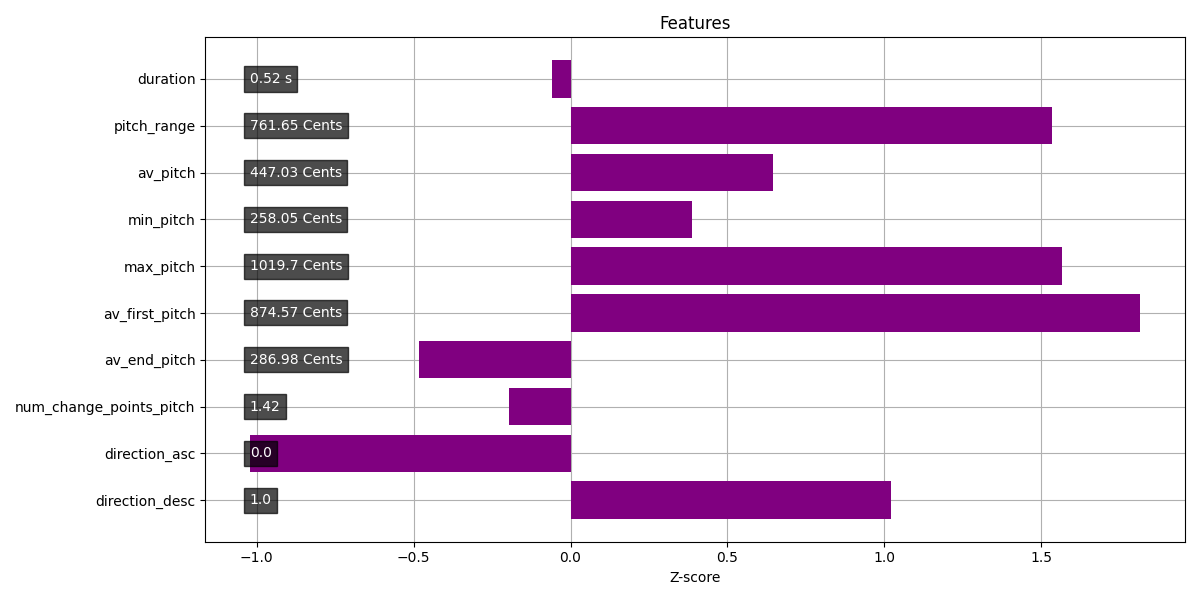 Features
duration 0.52 s
pitch_range 761.65 Cents
av_pitch 447.03 Cents
min_pitch 258.05 Cents
max_pitch 1019.7 Cents
av_first_pitch 874.57 Cents
av_end_pitch 286.98 Cents
num_change_points_pitch 1.42
direction_asc 0.0
direction_desc 1.0
−1.0 −0.5 0.0 0.5 1.0 1.5
Z-score